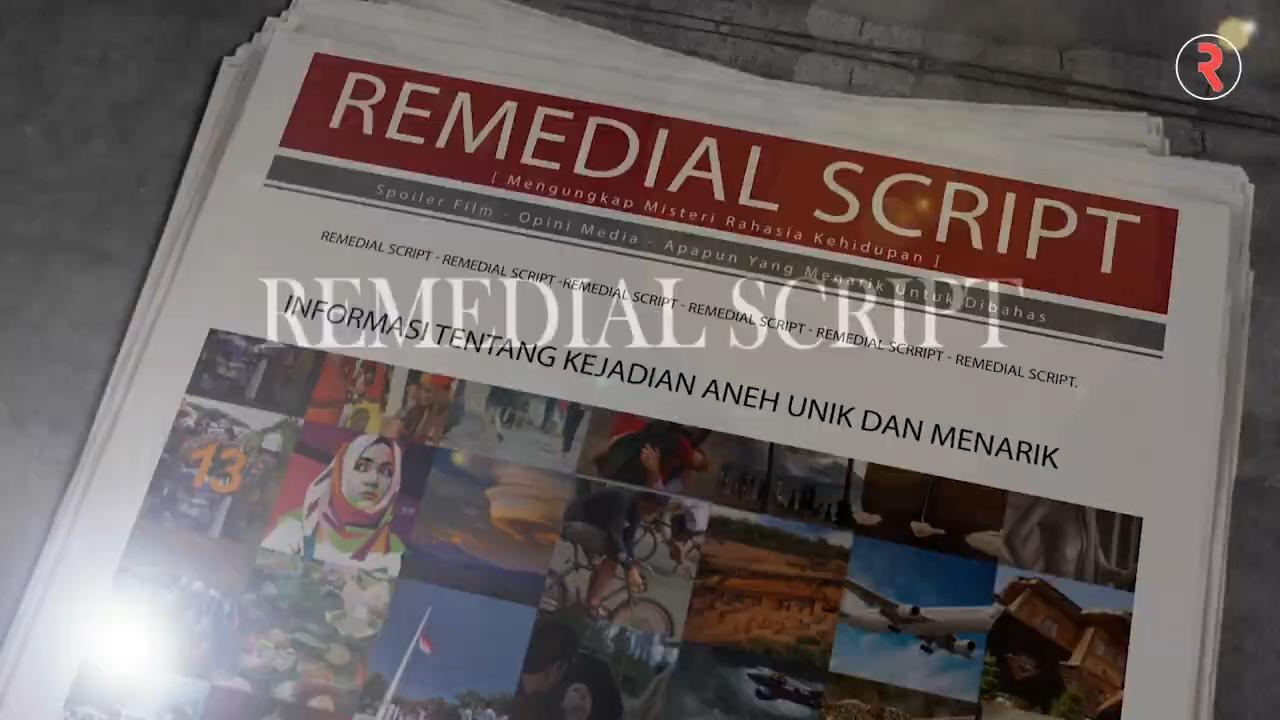 R
REMEDIAL SCRIPT
[ Mengungkap Misteri Rahasia Kehidupan ]
Spoiler Film - Opini Media - Apapun Yang Menarik Untuk Dibahas
REMEDIAL SCRIPT - REMEDIAL SCRIPT -REMEDIAL SCRIPT - REMEDIAL SCRIPT - REMEDIAL SCRRIPT - REMEDIAL SCRIPT.
REMEDIAL SCRIPT
INFORMASI TENTANG KEJADIAN ANEH UNIK DAN MENARIK
13